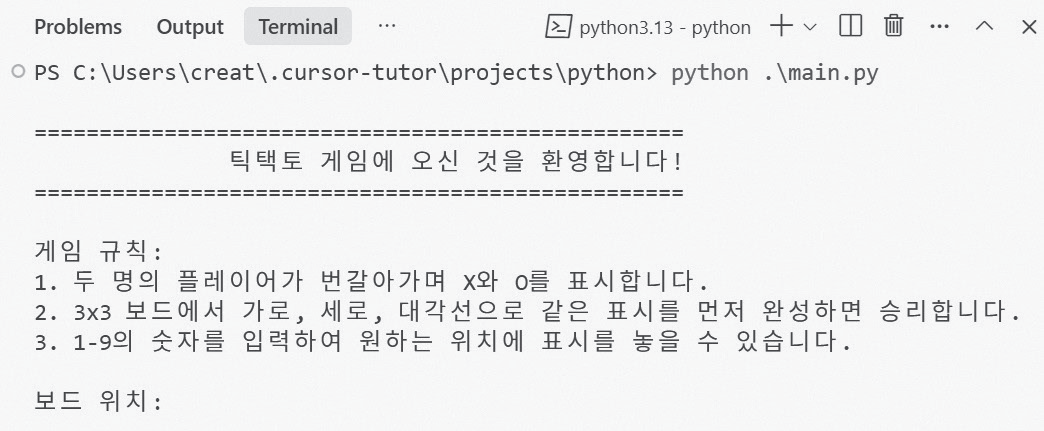 Problems Output Terminal ··· python3.13 - python ···
PS C:\Users\creat\.cursor-tutor\projects\python> python .\main.py
==================================================
틱택토 게임에 오신 것을 환영합니다!
==================================================
게임 규칙:
1. 두 명의 플레이어가 번갈아가며 X와 O를 표시합니다.
2. 3x3 보드에서 가로, 세로, 대각선으로 같은 표시를 먼저 완성하면 승리합니다.
3. 1-9의 숫자를 입력하여 원하는 위치에 표시를 놓을 수 있습니다.
보드 위치: